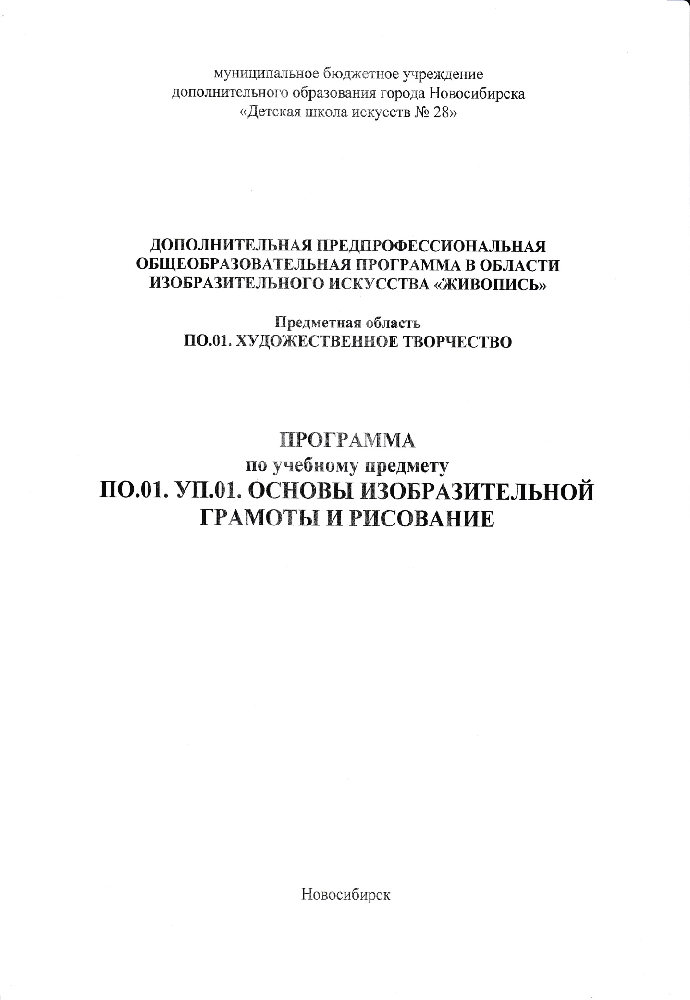 муниципальное бюджетное учреждение
дополнительного образования города Новосибирска
«Детская школа искусств № 28»
ДОПОЛНИТЕЛЬНАЯ ПРЕДПРОФЕССИОНАЛЬНАЯ
ОБЩЕОБРАЗОВАТЕЛЬНАЯ ПРОГРАММА В ОБЛАСТИ
ИЗОБРАЗИТЕЛЬНОГО ИСКУССТВА «ЖИВОПИСЬ»
Предметная область
ПО.01. ХУДОЖЕСТВЕННОЕ ТВОРЧЕСТВО
ПРОГРАММА
по учебному предмету
ПО.01. УП.01. ОСНОВЫ ИЗОБРАЗИТЕЛЬНОЙ
ГРАМОТЫ И РИСОВАНИЕ
Новосибирск